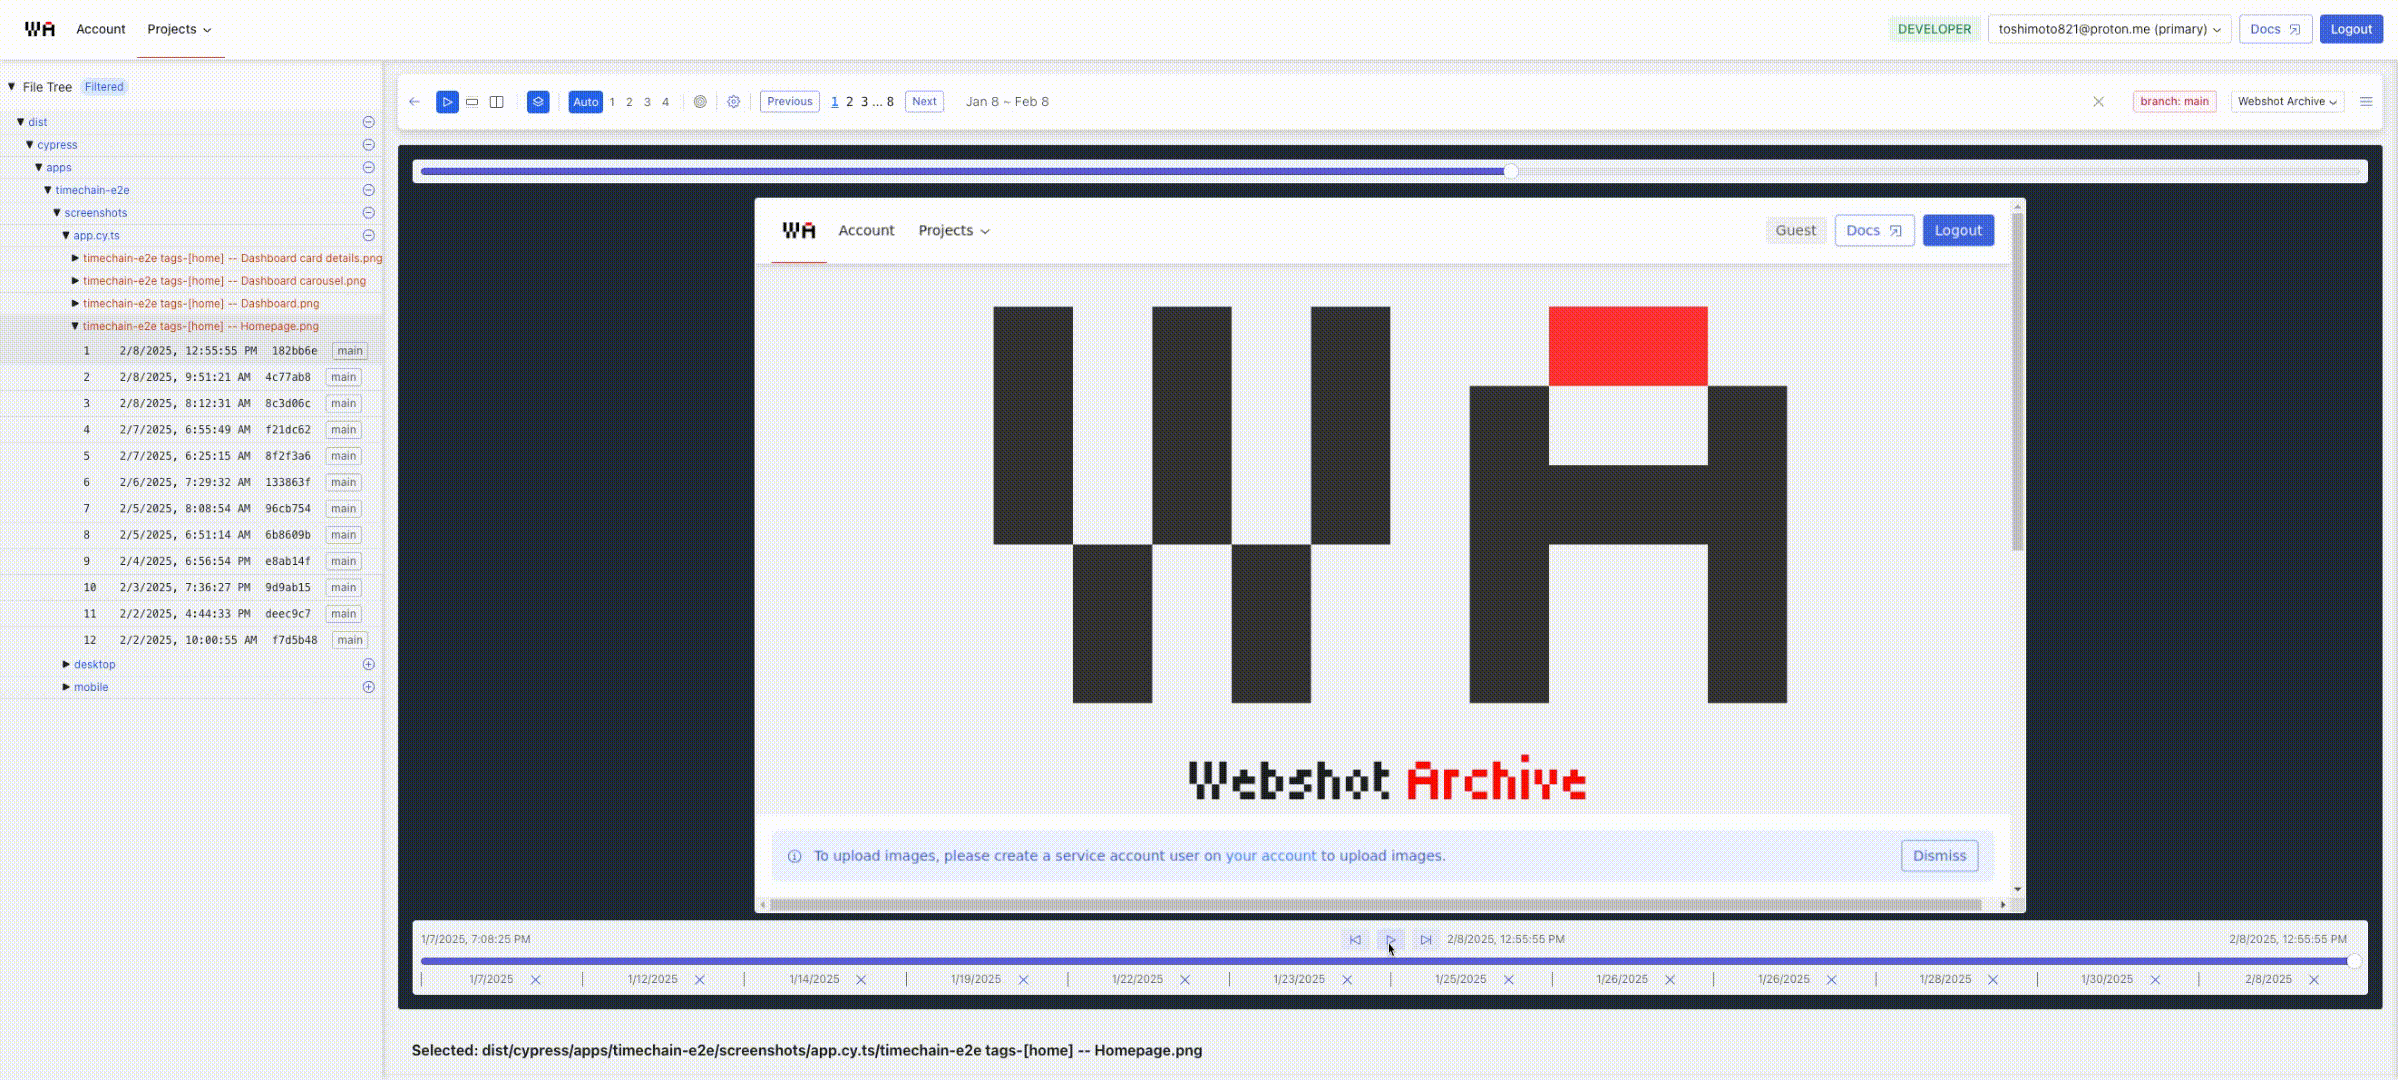 WA Account Projects DEVELOPER toshimoto821@proton.me (primary) Docs Logout
File Tree Filtered
Auto 1 2 3 4 Previous 1 2 3 ... 8 Next Jan 8 ~ Feb 8 branch: main Webshot Archive
dist
cypress
apps
timechain-e2e
screenshots
app.cy.ts
timechain-e2e tags-[home] -- Dashboard card details.png
timechain-e2e tags-[home] -- Dashboard carousel.png
timechain-e2e tags-[home] -- Dashboard.png
timechain-e2e tags-[home] -- Homepage.png
1 2/8/2025, 12:55:55 PM 182bb6e main
2 2/8/2025, 9:51:21 AM 4c77ab8 main
3 2/8/2025, 8:12:31 AM 8c3d06c main
4 2/7/2025, 6:55:49 AM f21dc62 main
5 2/7/2025, 6:25:15 AM 8f2f3a6 main
6 2/6/2025, 7:29:32 AM 133863f main
7 2/5/2025, 8:08:54 AM 96cb754 main
8 2/5/2025, 6:51:14 AM 6b8609b main
9 2/4/2025, 6:56:54 PM e8ab14f main
10 2/3/2025, 7:36:27 PM 9d9ab15 main
11 2/2/2025, 4:44:33 PM deec9c7 main
12 2/2/2025, 10:00:55 AM f7d5b48 main
desktop
mobile
WA Account Projects Guest Docs Logout
WA
Webshot Archive
To upload images, please create a service account user on your account to upload images. Dismiss
1/7/2025, 7:08:25 PM 2/8/2025, 12:55:55 PM 2/8/2025, 12:55:55 PM
1/7/2025 1/12/2025 1/14/2025 1/19/2025 1/22/2025 1/23/2025 1/25/2025 1/26/2025 1/26/2025 1/28/2025 1/30/2025 2/8/2025
Selected: dist/cypress/apps/timechain-e2e/screenshots/app.cy.ts/timechain-e2e tags-[home] -- Homepage.png